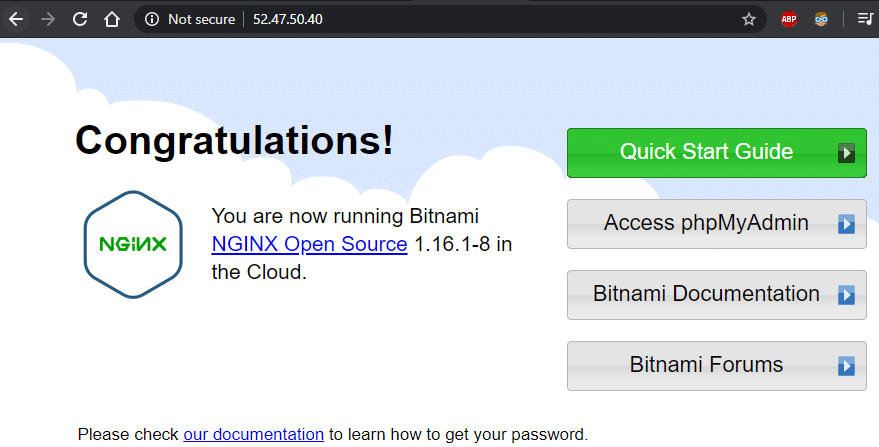 Not secure
52.47.50.40
ABP
Congratulations!
NGINX
You are now running Bitnami
NGINX Open Source 1.16.1-8 in
the Cloud.
Quick Start Guide
Access phpMyAdmin
Bitnami Documentation
Bitnami Forums
Please check our documentation to learn how to get your password.